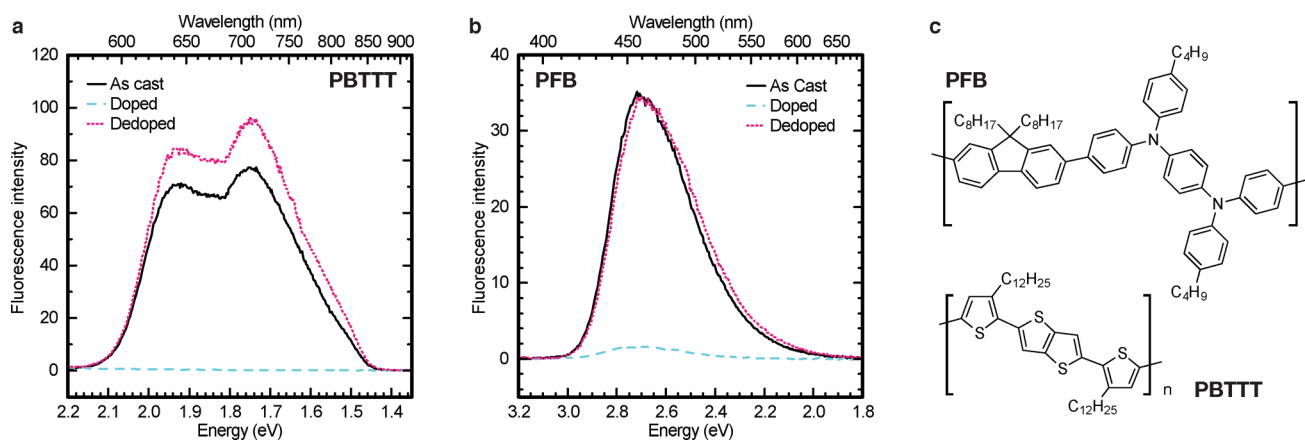 a
Wavelength (nm)
600 650 700 750 800 850 900
120
100
80
60
40
20
0
Fluorescence intensity
As cast
Doped
Dedoped
PBTTT
2.2 2.1 2.0 1.9 1.8 1.7 1.6 1.5 1.4
Energy (eV)
b
Wavelength (nm)
400 450 500 550 600 650
40
30
20
10
0
Fluorescence intensity
PFB
As Cast
Doped
Dedoped
3.2 3.0 2.8 2.6 2.4 2.2 2.0 1.8
Energy (eV)
c
PFB
C4H9
C8H17 C8H17
N
N
C4H9
C12H25
S
S
S
S
C12H25
n
PBTTT